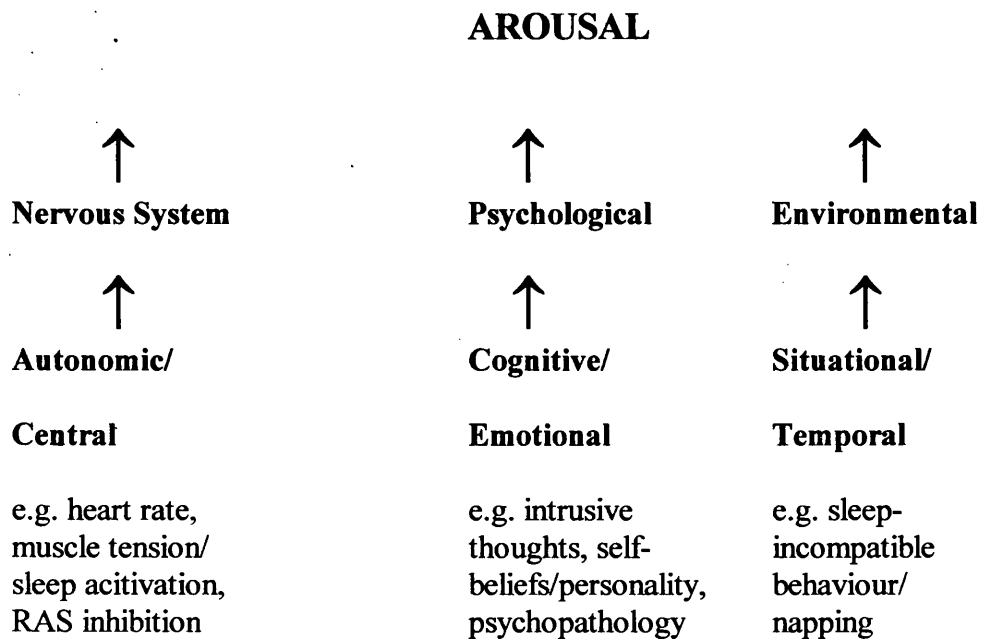 AROUSAL
Nervous System
Psychological
Environmental
Autonomic/
Cognitive/
Situational/
Central
Emotional
Temporal
e.g. heart rate,
muscle tension/
sleep acitivation,
RAS inhibition
e.g. intrusive
thoughts, self-
beliefs/personality,
psychopathology
e.g. sleep-
incompatible
behaviour/
napping